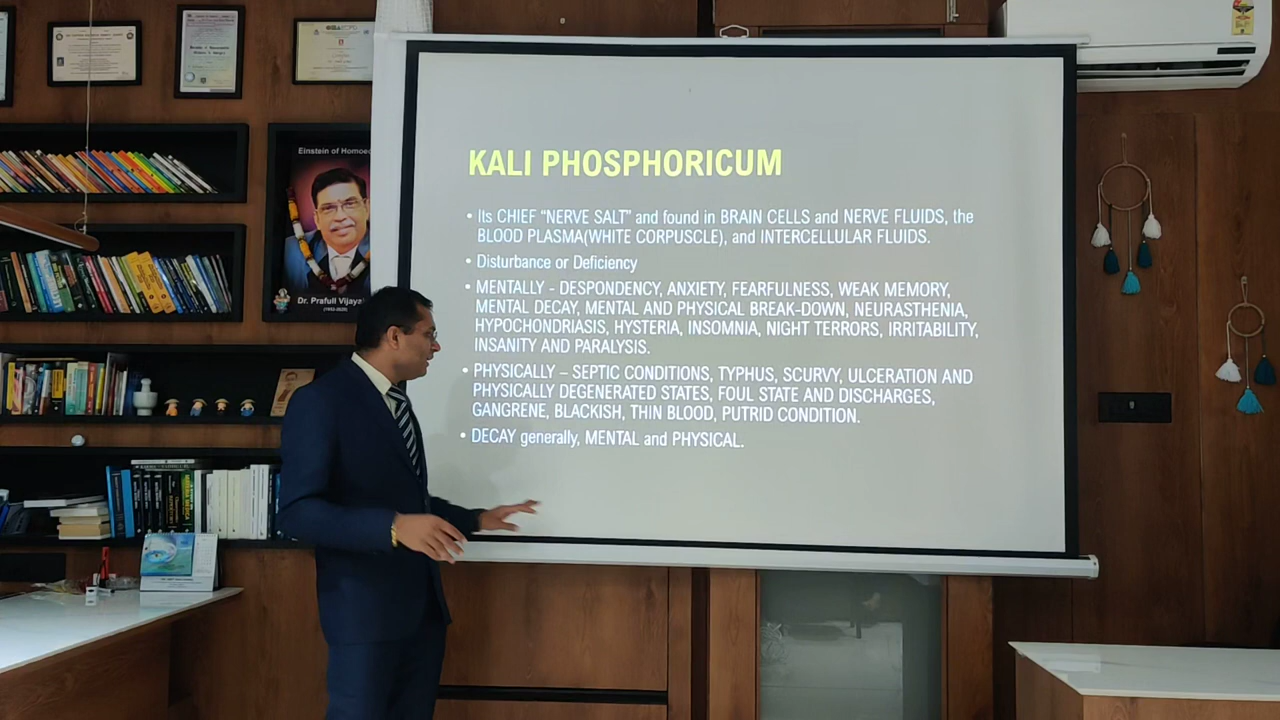 Einstein of Homoeo
Dr. Prafull Vijay
KALI PHOSPHORICUM
• Its CHIEF “NERVE SALT” and found in BRAIN CELLS and NERVE FLUIDS, the
BLOOD PLASMA(WHITE CORPUSCLE), and INTERCELLULAR FLUIDS.
• Disturbance or Deficiency
• MENTALLY - DESPONDENCY, ANXIETY, FEARFULNESS, WEAK MEMORY,
MENTAL DECAY, MENTAL AND PHYSICAL BREAK-DOWN, NEURASTHENIA,
HYPOCHONDRIASIS, HYSTERIA, INSOMNIA, NIGHT TERRORS, IRRITABILITY,
INSANITY AND PARALYSIS.
• PHYSICALLY – SEPTIC CONDITIONS, TYPHUS, SCURVY, ULCERATION AND
PHYSICALLY DEGENERATED STATES, FOUL STATE AND DISCHARGES,
GANGRENE, BLACKISH, THIN BLOOD, PUTRID CONDITION.
• DECAY generally, MENTAL and PHYSICAL.